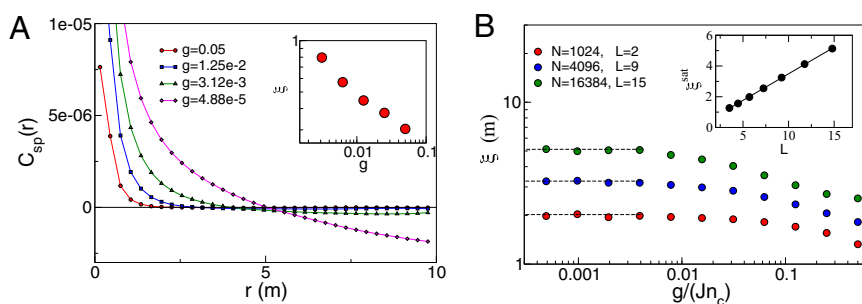 A
1e-05
5e-06
0
C_sp(r)
g=0.05
g=1.25e-2
g=3.12e-3
g=4.88e-5
1
ξ
0.01 0.1
g
0 5 10
r (m)
B
N=1024, L=2
N=4096, L=9
N=16384, L=15
10
ξ (m)
1
6
4
2
0
ξ^sat
5 10 15
L
0.001 0.01 0.1
g/(Jn_c)